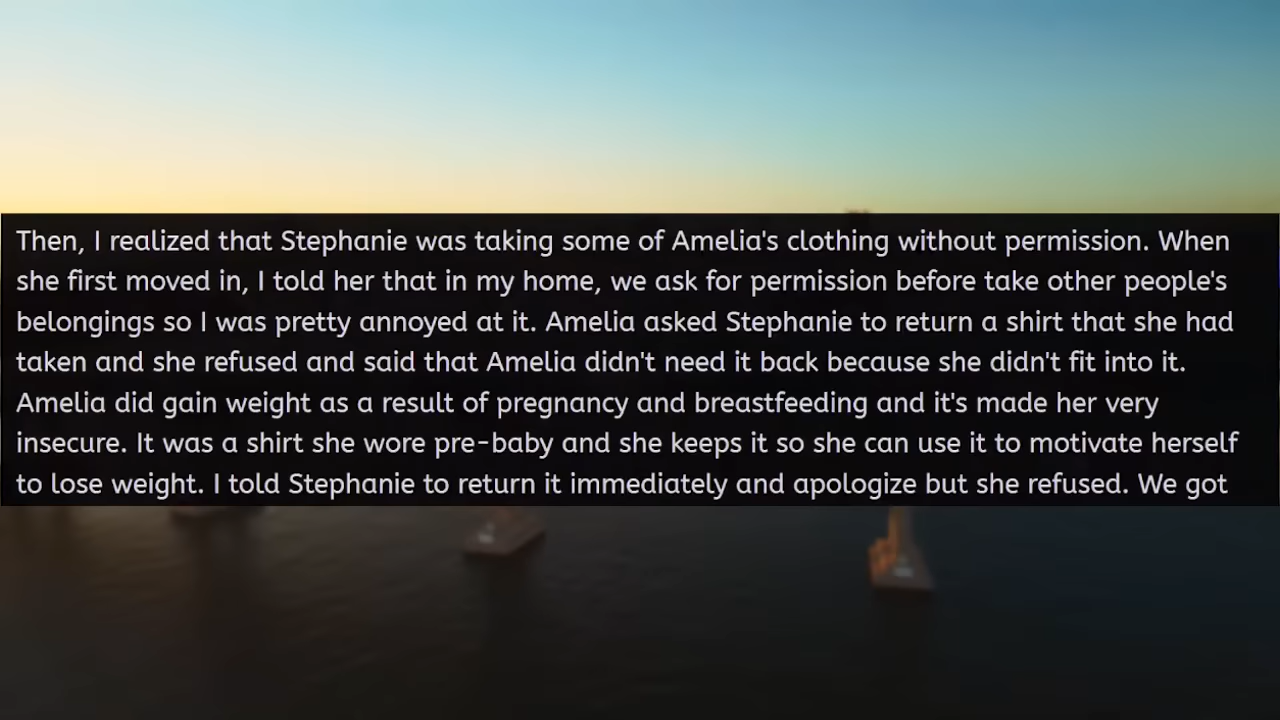 Then, I realized that Stephanie was taking some of Amelia's clothing without permission. When
she first moved in, I told her that in my home, we ask for permission before take other people's
belongings so I was pretty annoyed at it. Amelia asked Stephanie to return a shirt that she had
taken and she refused and said that Amelia didn't need it back because she didn't fit into it.
Amelia did gain weight as a result of pregnancy and breastfeeding and it's made her very
insecure. It was a shirt she wore pre-baby and she keeps it so she can use it to motivate herself
to lose weight. I told Stephanie to return it immediately and apologize but she refused. We got